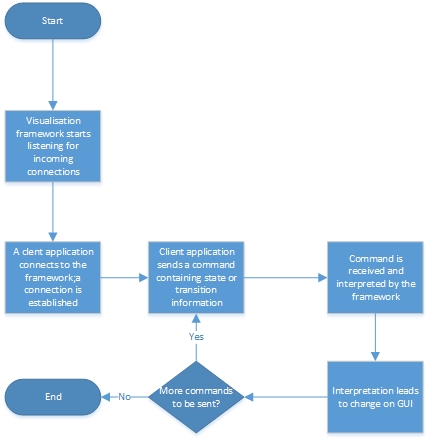 Start
Visualisation
framework starts
listening for
incoming
connections
A clent application
connects to the
framework;a
connection is
established
Client application
sends a command
containing state or
transition
information
Command is
received and
interpreted by the
framework
Interpretation leads
to change on GUI
More commands
to be sent?
Yes
No
End